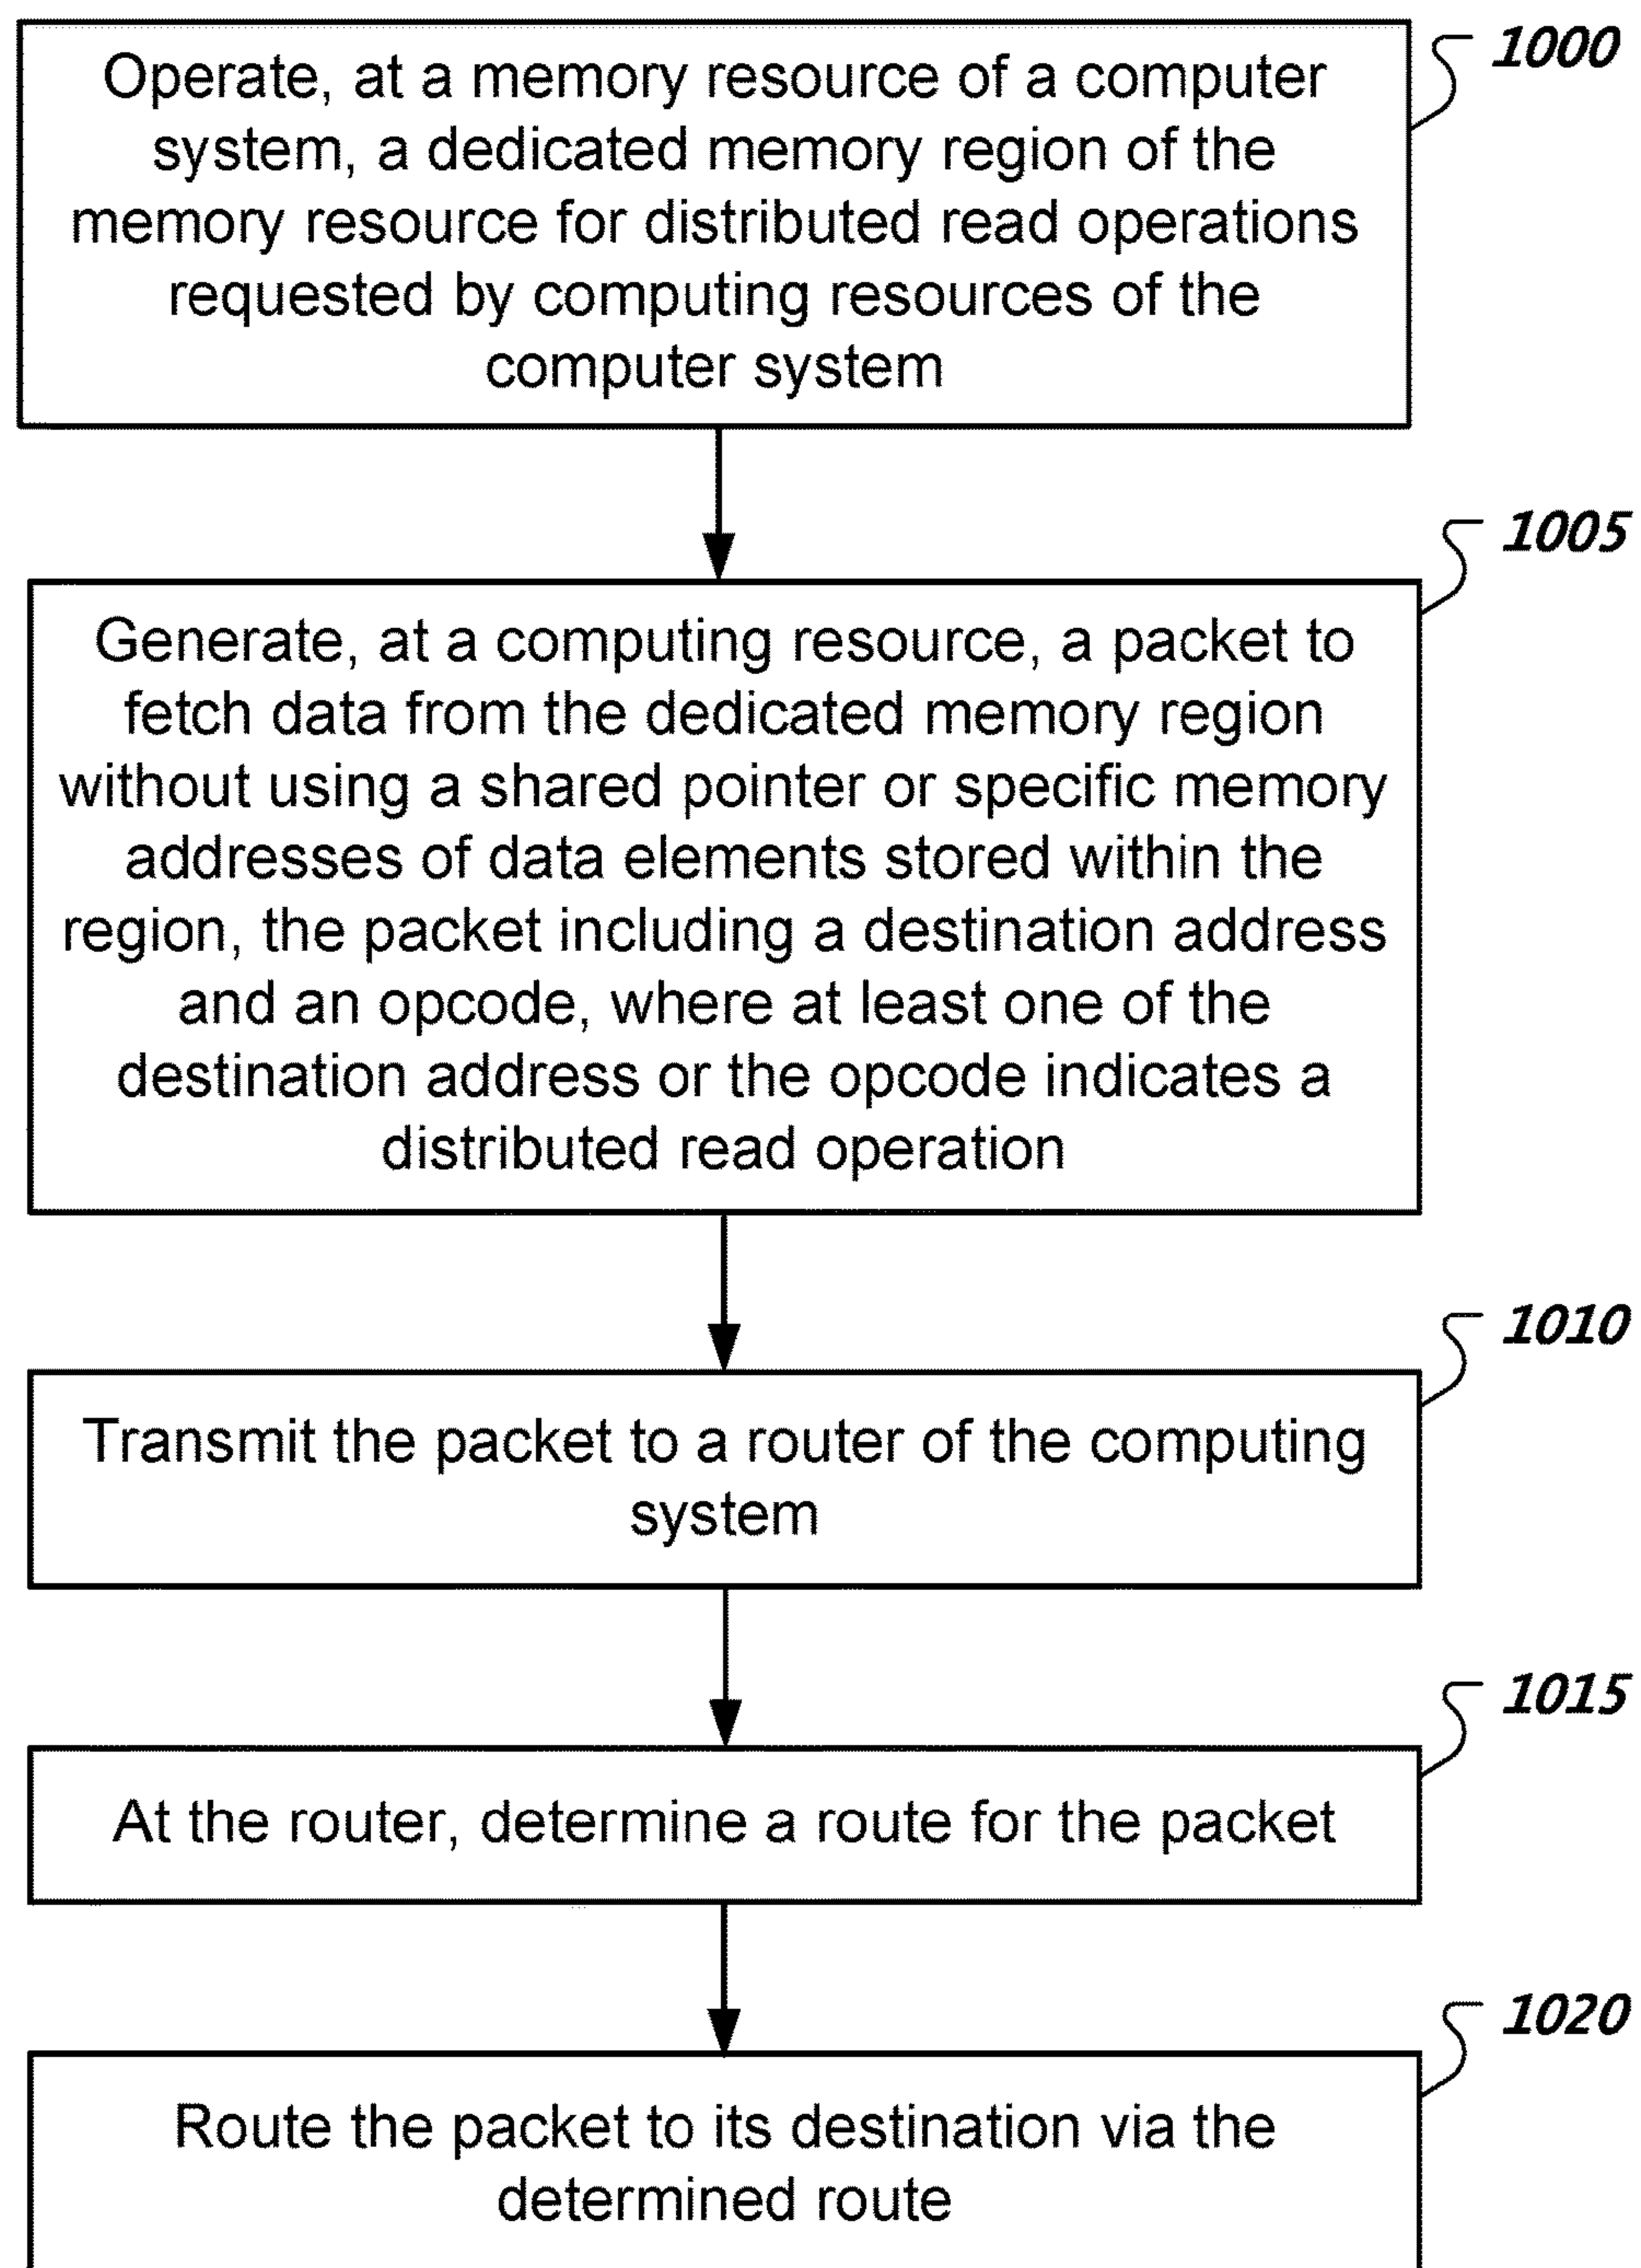 1000
Operate, at a memory resource of a computer
system, a dedicated memory region of the
memory resource for distributed read operations
requested by computing resources of the
computer system
1005
Generate, at a computing resource, a packet to
fetch data from the dedicated memory region
without using a shared pointer or specific memory
addresses of data elements stored within the
region, the packet including a destination address
and an opcode, where at least one of the
destination address or the opcode indicates a
distributed read operation
1010
Transmit the packet to a router of the computing
system
1015
At the router, determine a route for the packet
1020
Route the packet to its destination via the
determined route